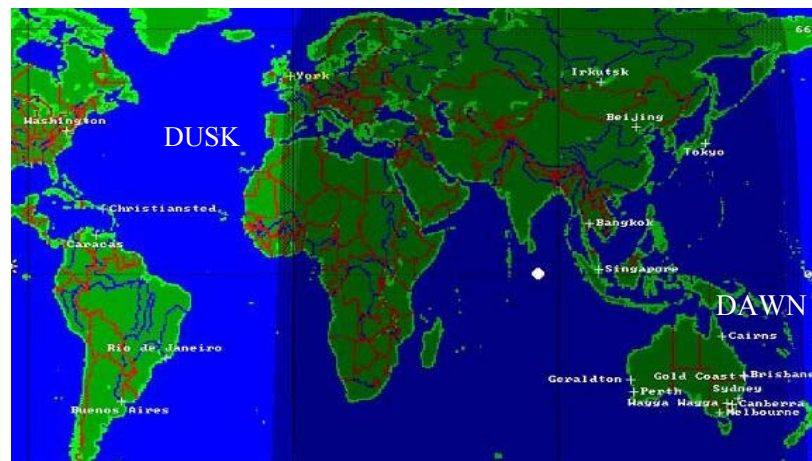 66
York
Irkutsk
Washington
DUSK
Beijing
Tokyo
Christiansted
Bangkok
Caracas
Singapore
DAWN
Cairns
Rio de Janeiro
Geraldton
Gold Coast
Brisbane
Perth
Sydney
Wagga Wagga
Canberra
Buenos Aires
Melbourne